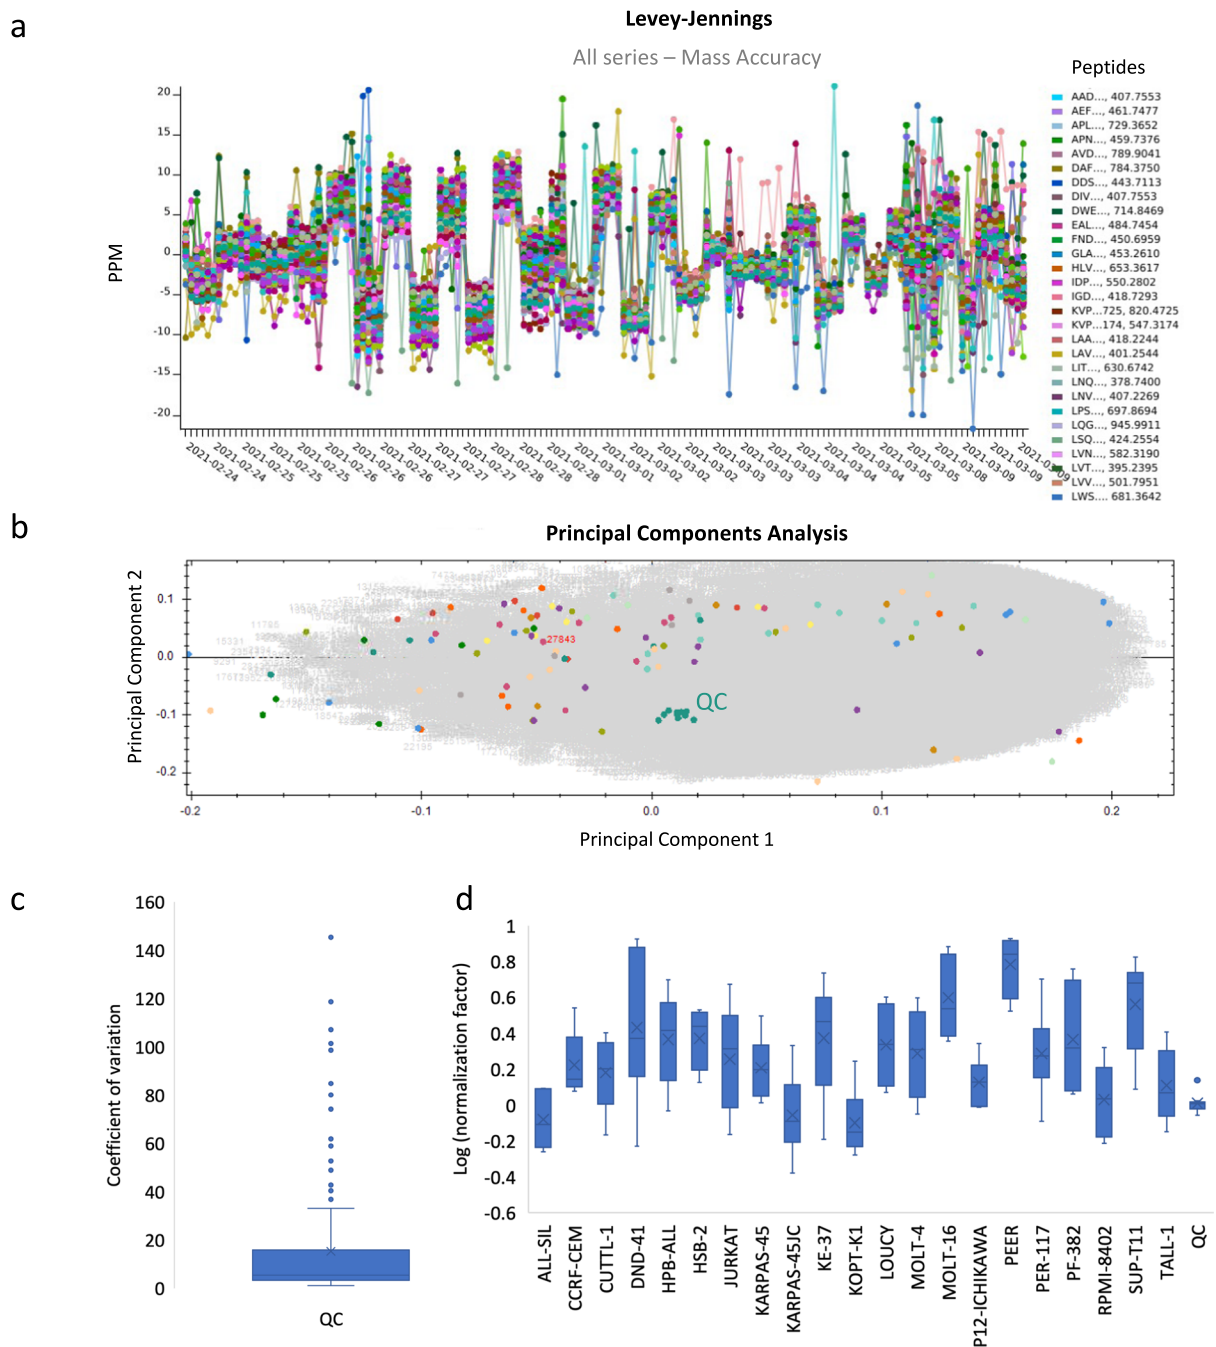 a
Levey-Jennings
All series – Mass Accuracy
Peptides
PPM
20
15
10
5
0
-5
-10
-15
-20
AAD..., 407.7553
AEF..., 461.7477
APL..., 729.3652
APN..., 459.7376
AVD..., 789.9041
DAF..., 784.3750
DDS..., 443.7113
DIV..., 407.7553
DWE..., 714.8469
EAL..., 484.7454
FND..., 450.6959
GLA..., 453.2610
HLV..., 653.3617
IDP..., 550.2802
IGD..., 418.7293
KVP...725, 820.4725
KVP...174, 547.3174
LAA..., 418.2244
LAV..., 401.2544
LIT..., 630.6742
LNQ..., 378.7400
LNV..., 407.2269
LPS..., 697.8694
LQG..., 945.9911
LSQ..., 424.2554
LVN..., 582.3190
LVT..., 395.2395
LVV..., 501.7951
LWS.... 681.3642
2021-02-24
2021-02-24
2021-02-25
2021-02-25
2021-02-26
2021-02-26
2021-02-27
2021-02-27
2021-02-27
2021-02-28
2021-02-28
2021-03-01
2021-03-01
2021-03-02
2021-03-02
2021-03-03
2021-03-03
2021-03-04
2021-03-04
2021-03-05
2021-03-05
2021-03-08
2021-03-09
2021-03-09
b
Principal Components Analysis
Principal Component 2
0.1
0.0
-0.1
-0.2
27843
QC
-0.2
-0.1
0.0
0.1
0.2
Principal Component 1
c
Coefficient of variation
160
140
120
100
80
60
40
20
0
QC
d
Log (normalization factor)
1
0.8
0.6
0.4
0.2
0
-0.2
-0.4
-0.6
ALL-SIL
CCRF-CEM
CUTTL-1
DND-41
HPB-ALL
HSB-2
JURKAT
KARPAS-45
KARPAS-45JC
KE-37
KOPT-K1
LOUCY
MOLT-4
MOLT-16
P12-ICHIKAWA
PEER
PER-117
PF-382
RPMI-8402
SUP-T11
TALL-1
QC